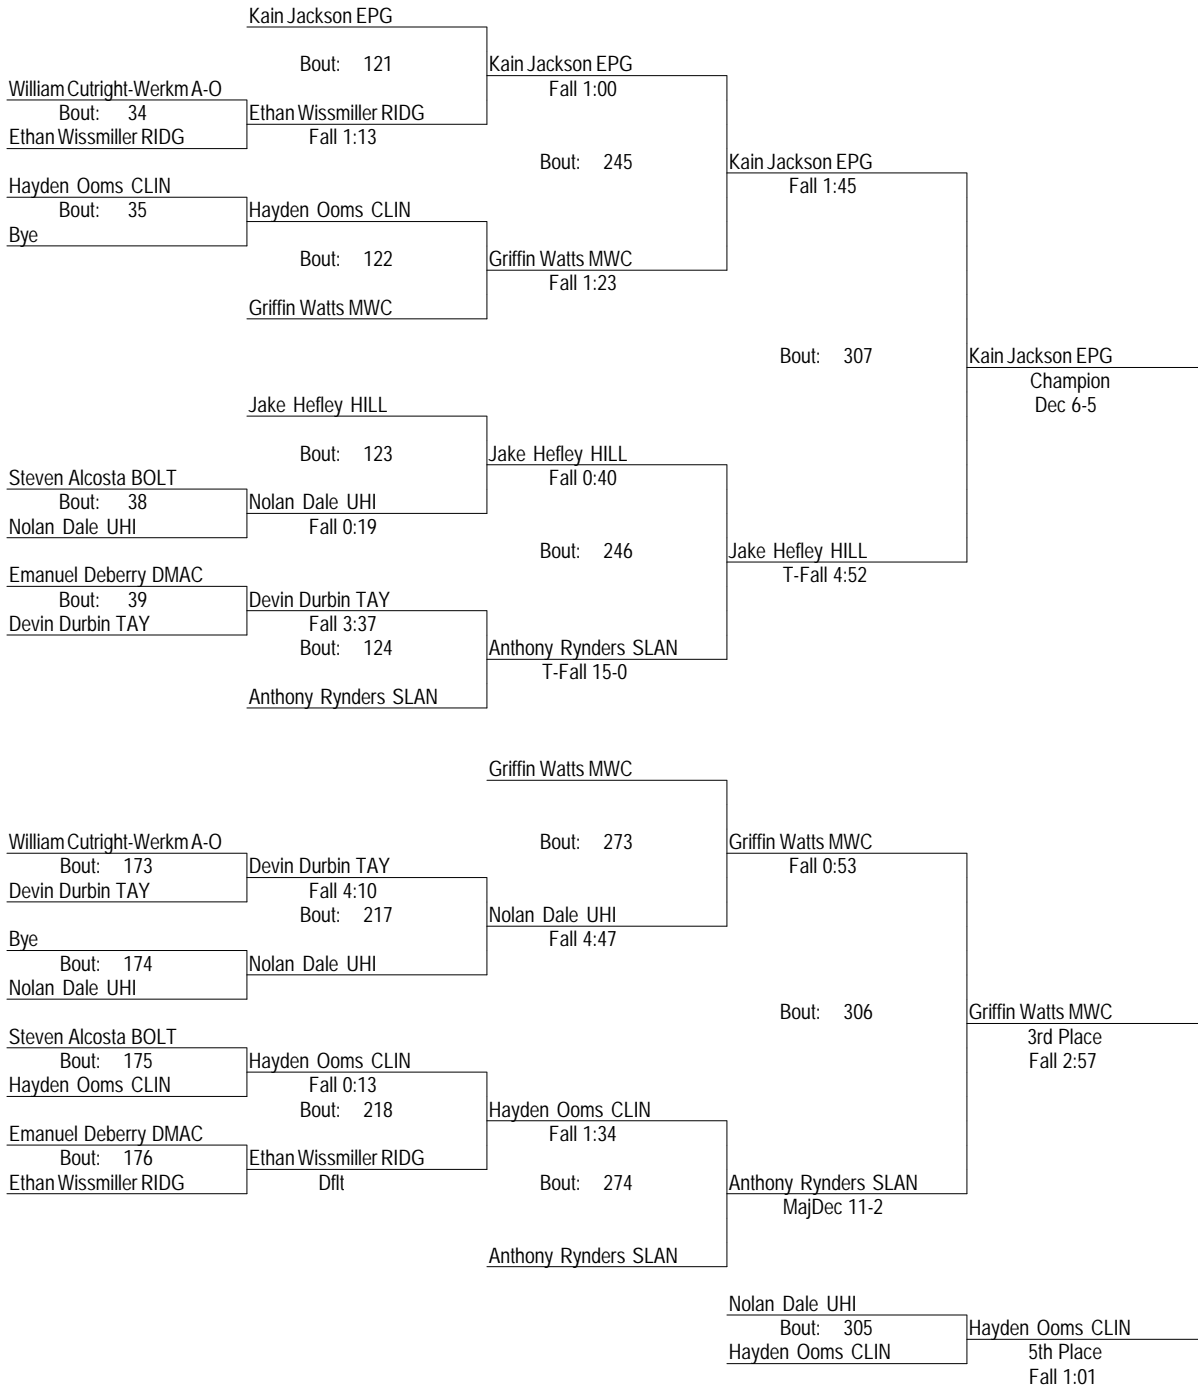 Kain Jackson EPG
Bout: 121
Kain Jackson EPG
Fall 1:00
William Cutright-Werkm A-O
Bout: 34
Ethan Wissmiller RIDG
Ethan Wissmiller RIDG
Fall 1:13
Bout: 245
Kain Jackson EPG
Fall 1:45
Hayden Ooms CLIN
Bout: 35
Hayden Ooms CLIN
Bye
Bout: 122
Griffin Watts MWC
Fall 1:23
Griffin Watts MWC
Bout: 307
Kain Jackson EPG
Champion
Dec 6-5
Jake Hefley HILL
Bout: 123
Jake Hefley HILL
Fall 0:40
Steven Alcosta BOLT
Bout: 38
Nolan Dale UHI
Nolan Dale UHI
Fall 0:19
Bout: 246
Jake Hefley HILL
T-Fall 4:52
Emanuel Deberry DMAC
Bout: 39
Devin Durbin TAY
Devin Durbin TAY
Fall 3:37
Bout: 124
Anthony Rynders SLAN
T-Fall 15-0
Anthony Rynders SLAN
Griffin Watts MWC
William Cutright-Werkm A-O
Bout: 173
Devin Durbin TAY
Devin Durbin TAY
Fall 4:10
Bout: 273
Griffin Watts MWC
Fall 0:53
Bout: 217
Nolan Dale UHI
Fall 4:47
Bye
Bout: 174
Nolan Dale UHI
Nolan Dale UHI
Bout: 306
Griffin Watts MWC
3rd Place
Fall 2:57
Steven Alcosta BOLT
Bout: 175
Hayden Ooms CLIN
Hayden Ooms CLIN
Fall 0:13
Bout: 218
Hayden Ooms CLIN
Fall 1:34
Emanuel Deberry DMAC
Bout: 176
Ethan Wissmiller RIDG
Ethan Wissmiller RIDG
Dflt
Bout: 274
Anthony Rynders SLAN
MajDec 11-2
Anthony Rynders SLAN
Nolan Dale UHI
Bout: 305
Hayden Ooms CLIN
Hayden Ooms CLIN
5th Place
Fall 1:01